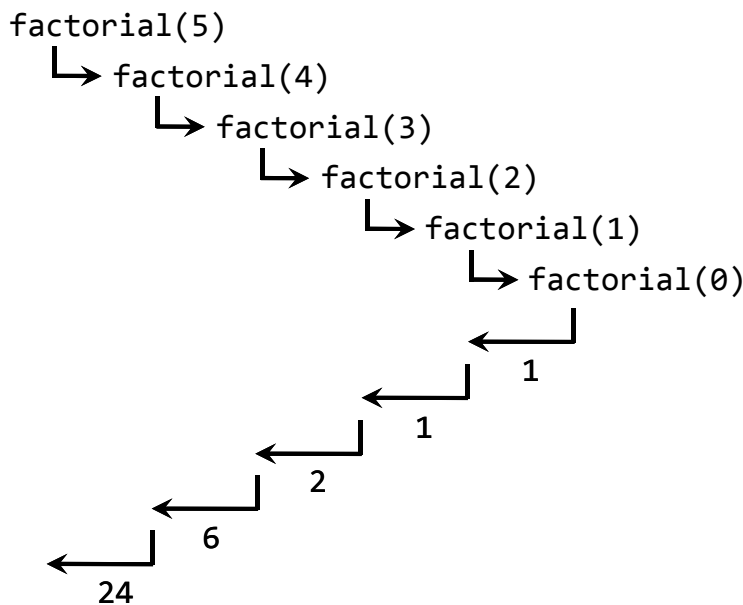 factorial(5)
factorial(4)
factorial(3)
factorial(2)
factorial(1)
factorial(0)
1
1
2
6
24